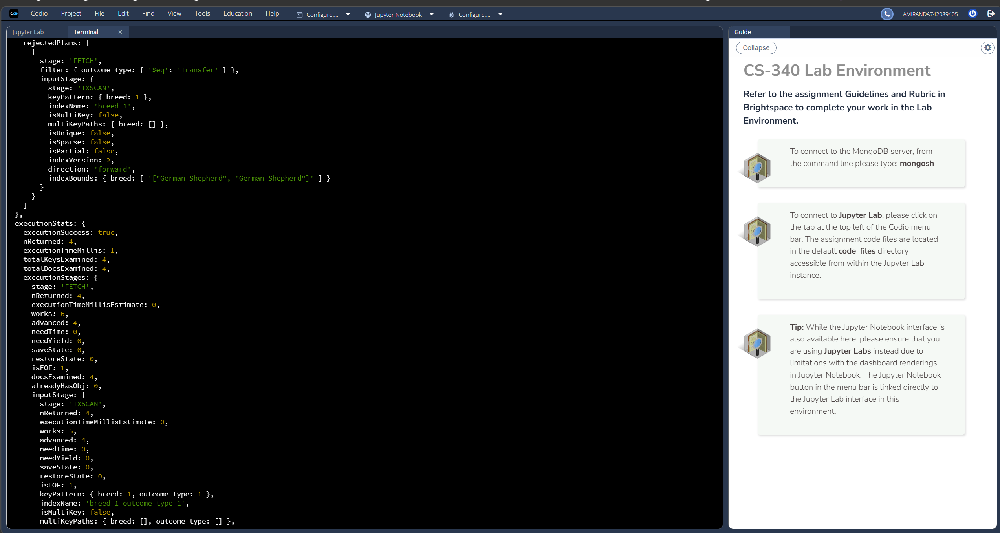 Codio Project File Edit Find View Tools Education Help Configure.... Jupyter Notebook Configure.... AMIRANDA742089405
Jupyter Lab Terminal ×
rejectedPlans: [
{
stage: 'FETCH',
filter: { outcome_type: { '$eq': 'Transfer' } },
inputStage: {
stage: 'IXSCAN',
keyPattern: { breed: 1 },
indexName: 'breed_1',
isMultiKey: false,
multiKeyPaths: { breed: [] },
isUnique: false,
isSparse: false,
isPartial: false,
indexVersion: 2,
direction: 'forward',
indexBounds: { breed: [ '["German Shepherd", "German Shepherd"]' ] }
}
}
]
},
executionStats: {
executionSuccess: true,
nReturned: 4,
executionTimeMillis: 1,
totalKeysExamined: 4,
totalDocsExamined: 4,
executionStages: {
stage: 'FETCH',
nReturned: 4,
executionTimeMillisEstimate: 0,
works: 6,
advanced: 4,
needTime: 0,
needYield: 0,
saveState: 0,
restoreState: 0,
isEOF: 1,
docsExamined: 4,
alreadyHasObj: 0,
inputStage: {
stage: 'IXSCAN',
nReturned: 4,
executionTimeMillisEstimate: 0,
works: 5,
advanced: 4,
needTime: 0,
needYield: 0,
saveState: 0,
restoreState: 0,
isEOF: 1,
keyPattern: { breed: 1, outcome_type: 1 },
indexName: 'breed_1_outcome_type_1',
isMultiKey: false,
multiKeyPaths: { breed: [], outcome_type: [] },
Guide
Collapse
CS-340 Lab Environment
Refer to the assignment Guidelines and Rubric in
Brightspace to complete your work in the Lab
Environment.
To connect to the MongoDB server, from
the command line please type: mongosh
To connect to Jupyter Lab, please click on
the tab at the top left of the Codio menu
bar. The assignment code files are located
in the default code_files directory
accessible from within the Jupyter Lab
instance.
Tip: While the Jupyter Notebook interface is
also available here, please ensure that you
are using Jupyter Labs instead due to
limitations with the dashboard renderings
in Jupyter Notebook. The Jupyter Notebook
button in the menu bar is linked directly to
the Jupyter Lab interface in this
environment.